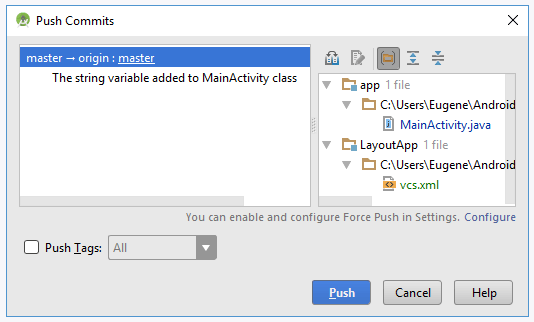 Push Commits
master → origin : master
The string variable added to MainActivity class
app 1 file
C:\Users\Eugene\Android
MainActivity.java
LayoutApp 1 file
C:\Users\Eugene\Android
vcs.xml
You can enable and configure Force Push in Settings. Configure
Push Tags: All
Push Cancel Help